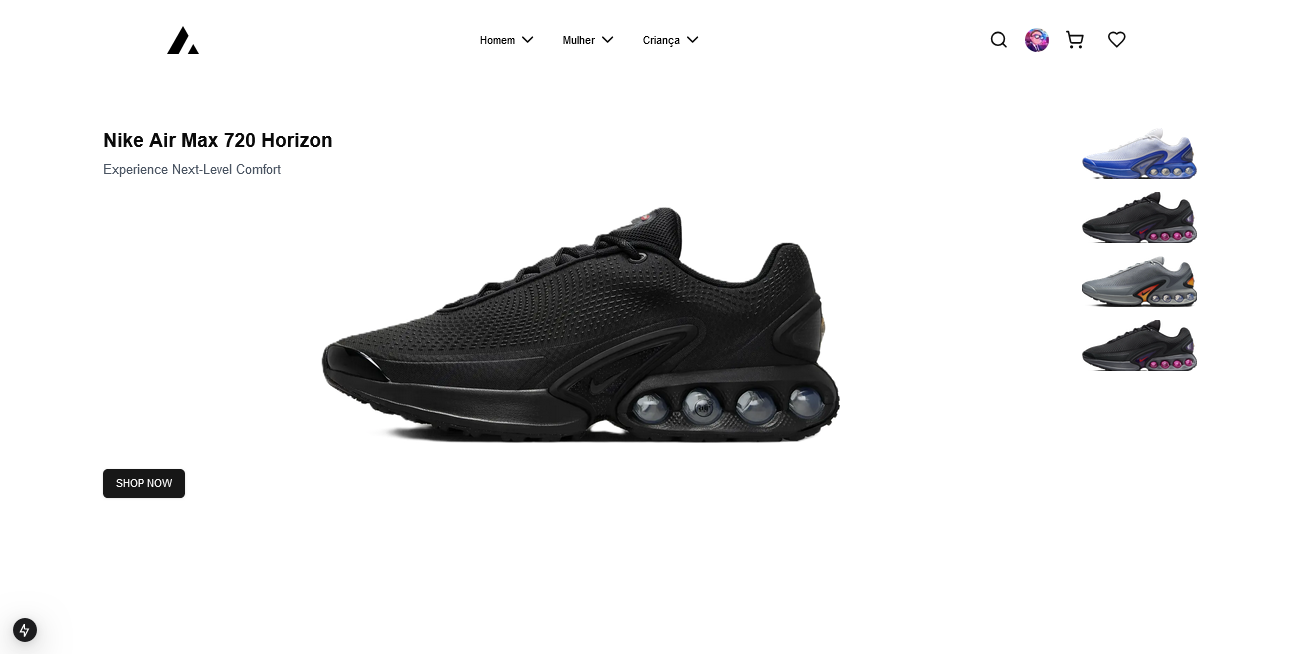 Homem
Mulher
Criança
Nike Air Max 720 Horizon
Experience Next-Level Comfort
SHOP NOW